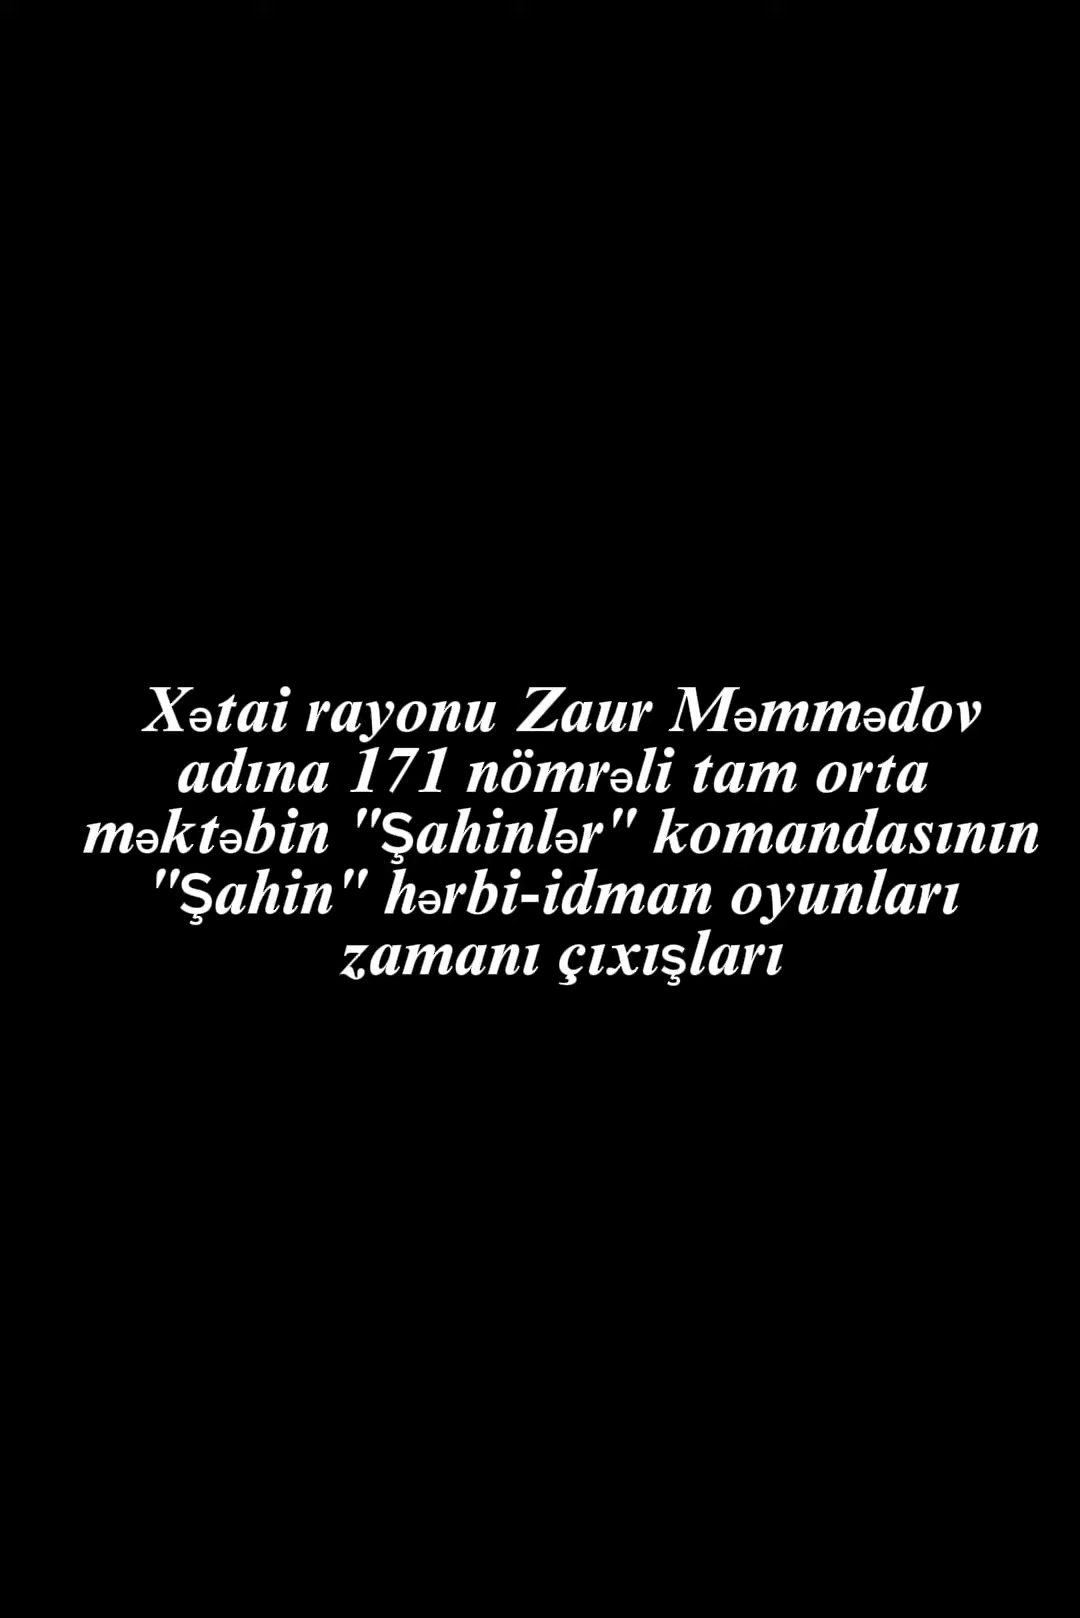 Xətai rayonu Zaur Məmmədov
adına 171 nömrəli tam orta
məktəbin "Şahinlər" komandasının
"Şahin" hərbi-idman oyunları
zamanı çıxışları